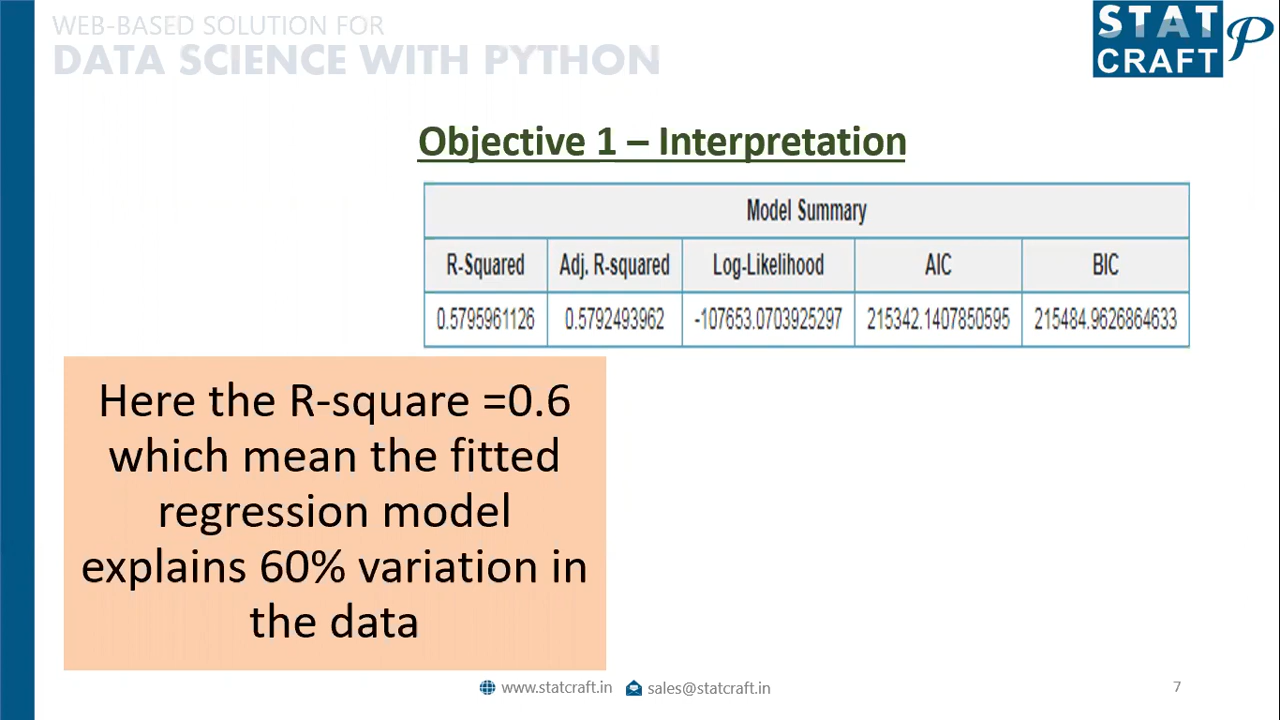 WEB-BASED SOLUTION FOR
DATA SCIENCE WITH PYTHON
STAT
CRAFT
P
Objective 1 – Interpretation
Model Summary
R-Squared Adj. R-squared Log-Likelihood AIC BIC
0.5795961126 0.5792493962 -107653.0703925297 215342.1407850595 215484.9626864633
Here the R-square =0.6
which mean the fitted
regression model
explains 60% variation in
the data
www.statcraft.in sales@statcraft.in 7